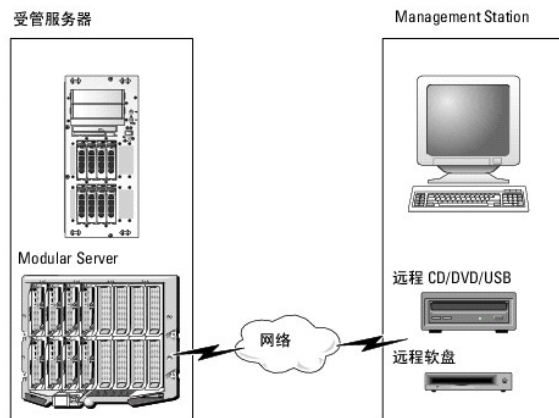 受管服务器
Management Station
Modular Server
网络
远程 CD/DVD/USB
远程软盘